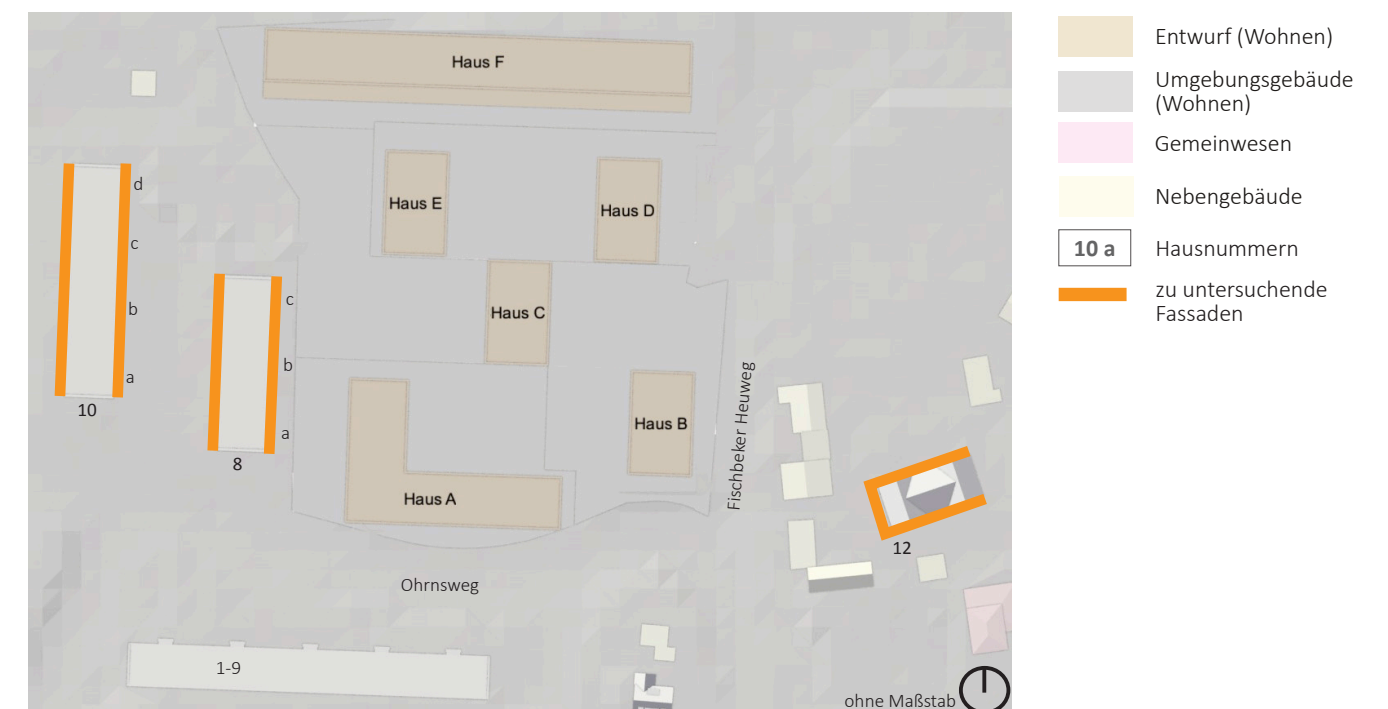 Haus F
Haus E
Haus D
Haus C
Haus B
Haus A
d
c
b
a
10
c
b
a
8
Fischbeker Heuweg
12
Ohrnsweg
1-9
ohne Maßstab
Entwurf (Wohnen)
Umgebungsgebäude
(Wohnen)
Gemeinwesen
Nebengebäude
10 a
Hausnummern
zu untersuchende
Fassaden